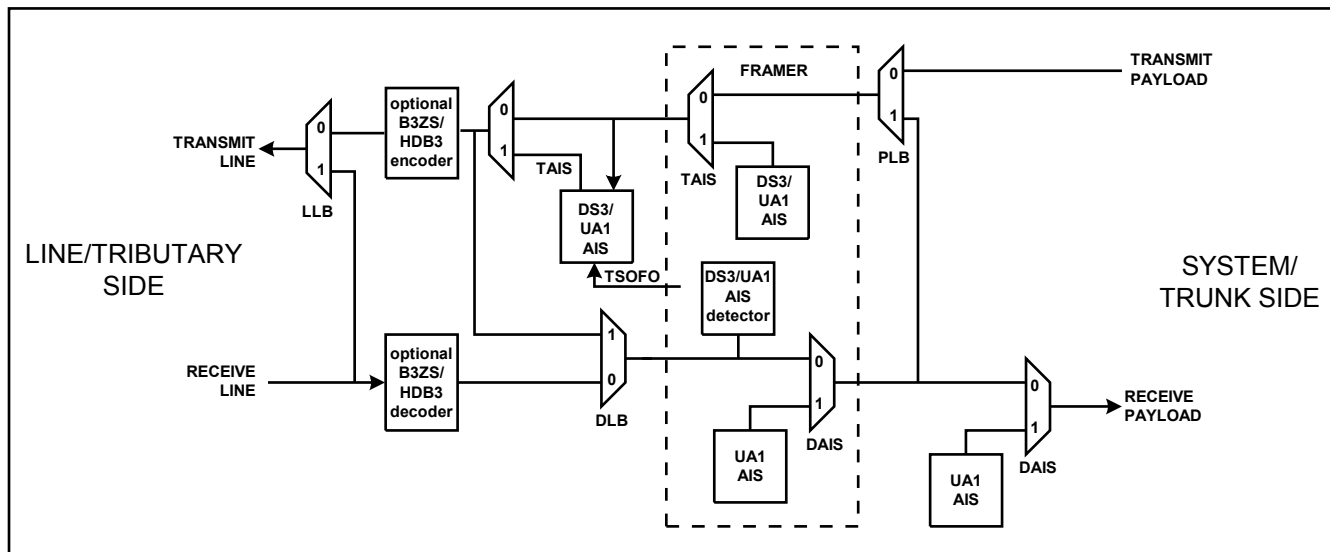 FRAMER
TRANSMIT
PAYLOAD
0
1
PLB
optional
B3ZS/
HDB3
encoder
0
1
TAIS
0
1
TAIS
DS3/
UA1
AIS
TRANSMIT
LINE
0
1
LLB
DS3/
UA1
AIS
TSOFO
LINE/TRIBUTARY
SIDE
SYSTEM/
TRUNK SIDE
DS3/UA1
AIS
detector
RECEIVE
LINE
optional
B3ZS/
HDB3
decoder
1
0
DLB
0
1
DAIS
UA1
AIS
0
1
DAIS
UA1
AIS
RECEIVE
PAYLOAD